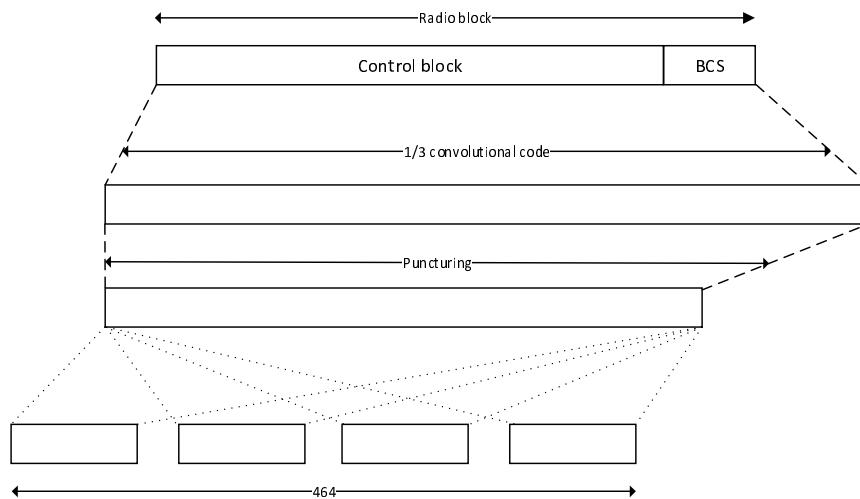 Radio block
Control block
BCS
1/3 convolutional code
Puncturing
464